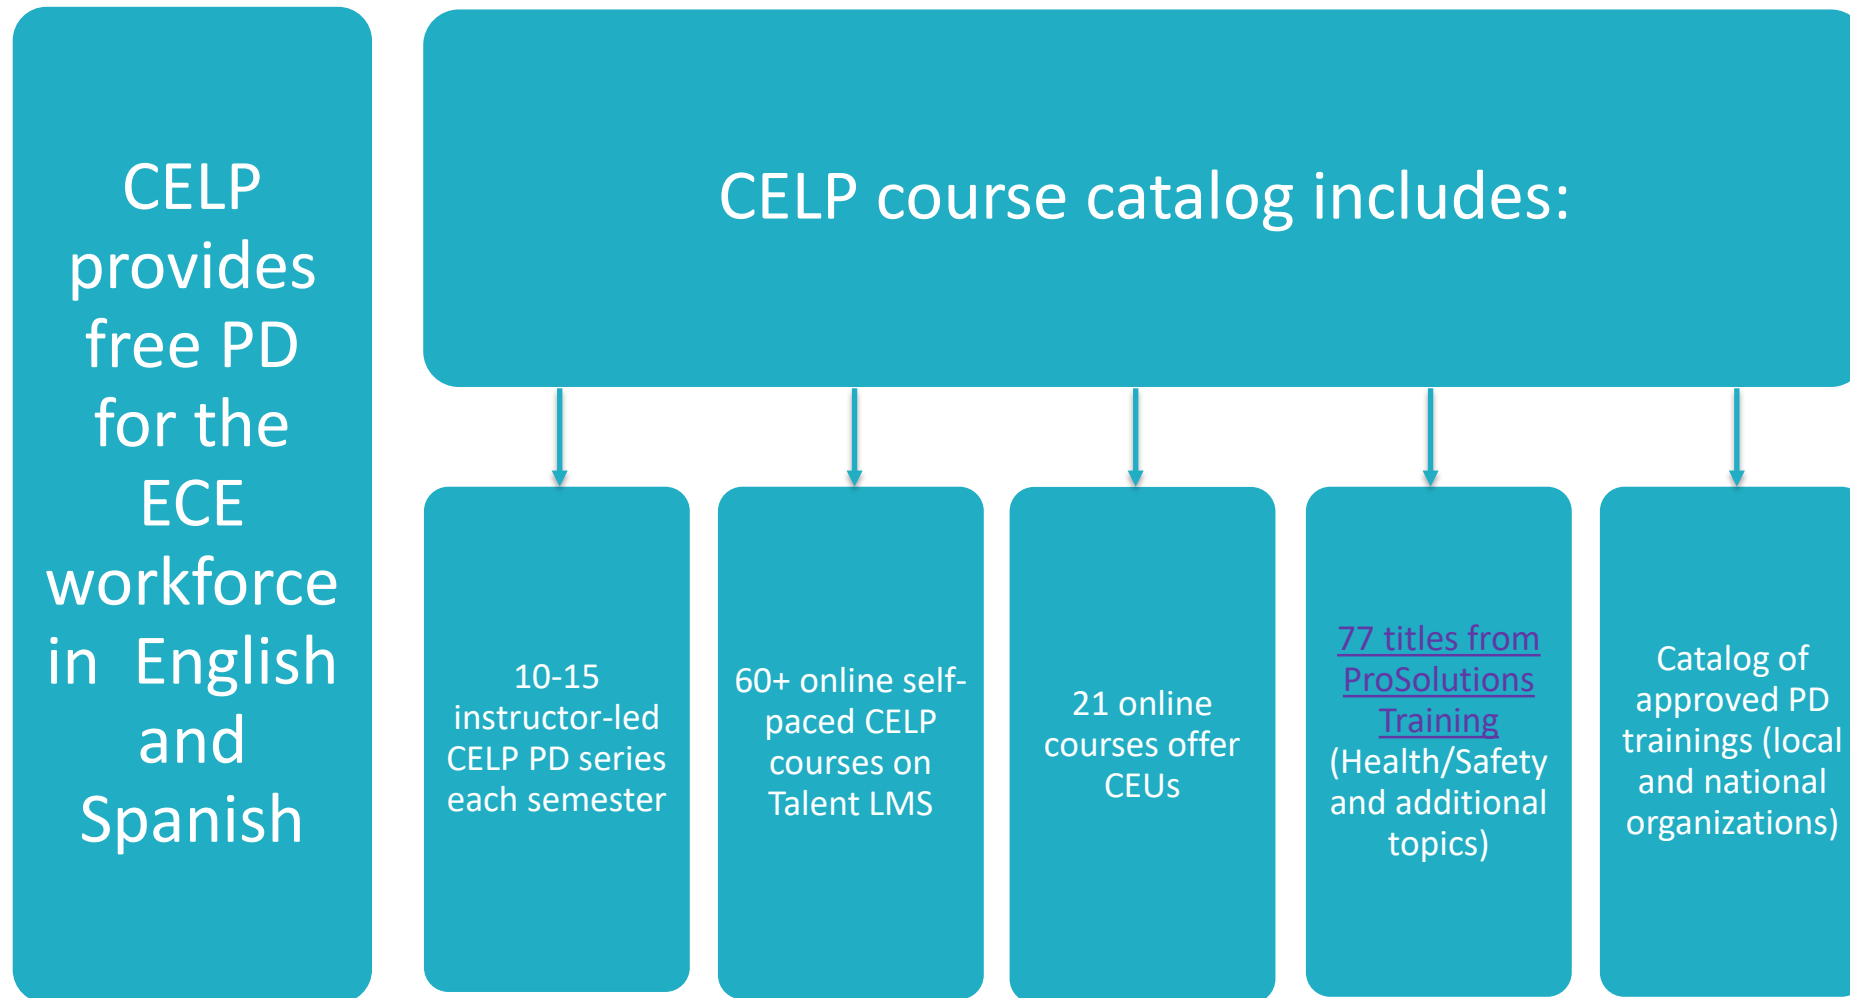 CELP
provides
free PD
for the
ECE
workforce
in  English
and
Spanish
CELP course catalog includes:
10-15
instructor-led
CELP PD series
each semester
60+ online self-
paced CELP
courses on
Talent LMS
21 online
courses offer
CEUs
77 titles from
ProSolutions
Training
(Health/Safety
and additional
topics)
Catalog of
approved PD
trainings (local
and national
organizations)